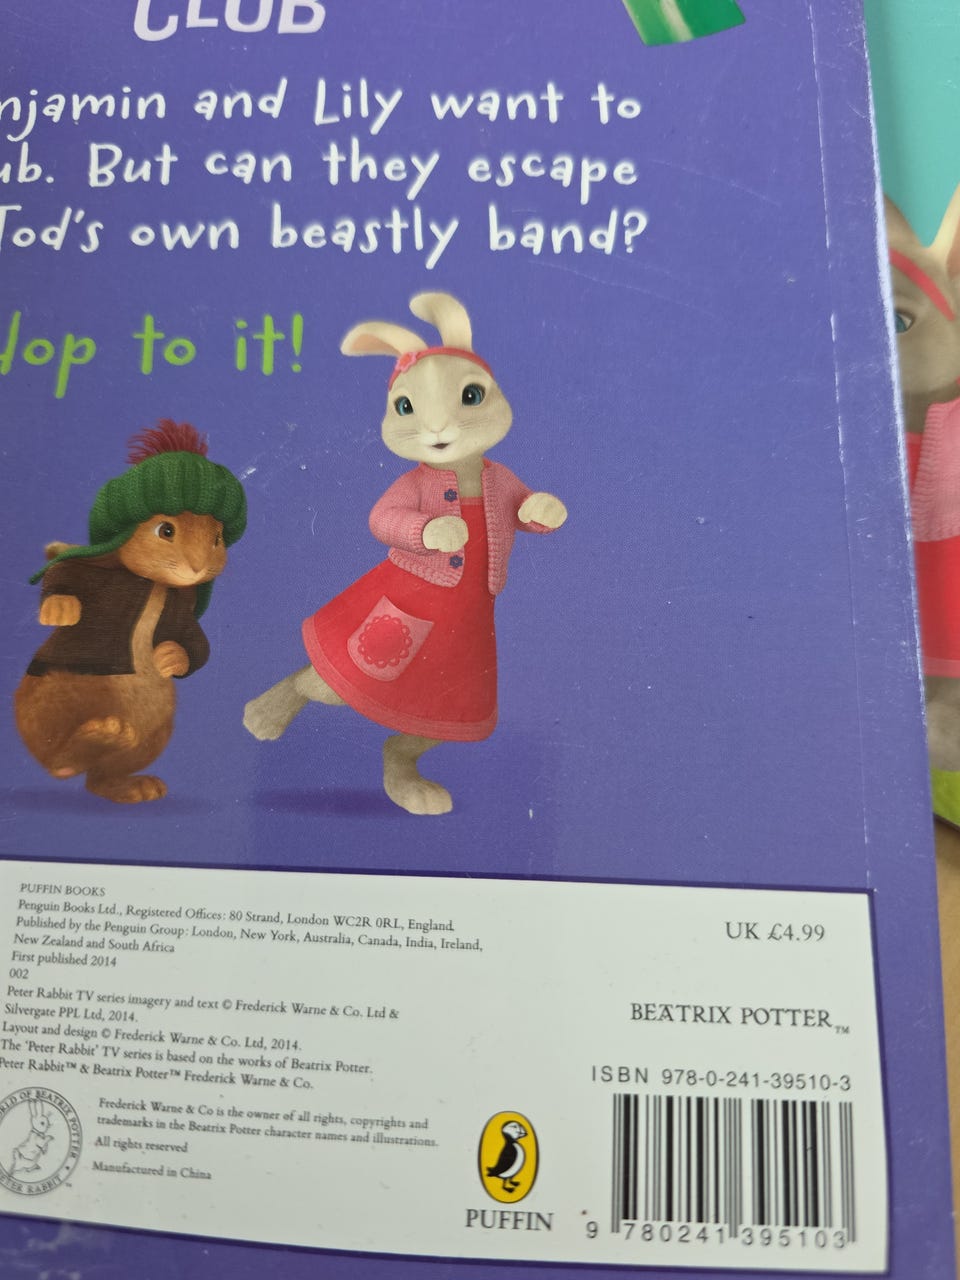 CLUB
njamin and Lily want to
ub. But can they escape
Tod's own beastly band?
Hop to it!
PUFFIN BOOKS
Penguin Books Ltd., Registered Offices: 80 Strand, London WC2R 0RL, England.
Published by the Penguin Group: London, New York, Australia, Canada, India, Ireland,
New Zealand and South Africa
First published 2014
002
Peter Rabbit TV series imagery and text © Frederick Warne & Co. Ltd &
Silvergate PPL Ltd, 2014.
Layout and design © Frederick Warne & Co. Ltd, 2014.
The 'Peter Rabbit' TV series is based on the works of Beatrix Potter.
Peter Rabbit™ & Beatrix Potter™ Frederick Warne & Co.
Frederick Warne & Co is the owner of all rights, copyrights and
trademarks in the Beatrix Potter character names and illustrations.
All rights reserved
Manufactured in China
RLD OF BEATRIX POTTER
PETER RABBIT ™
PUFFIN
UK £4.99
BEATRIX POTTER™
ISBN 978-0-241-39510-3
9 780241 395103